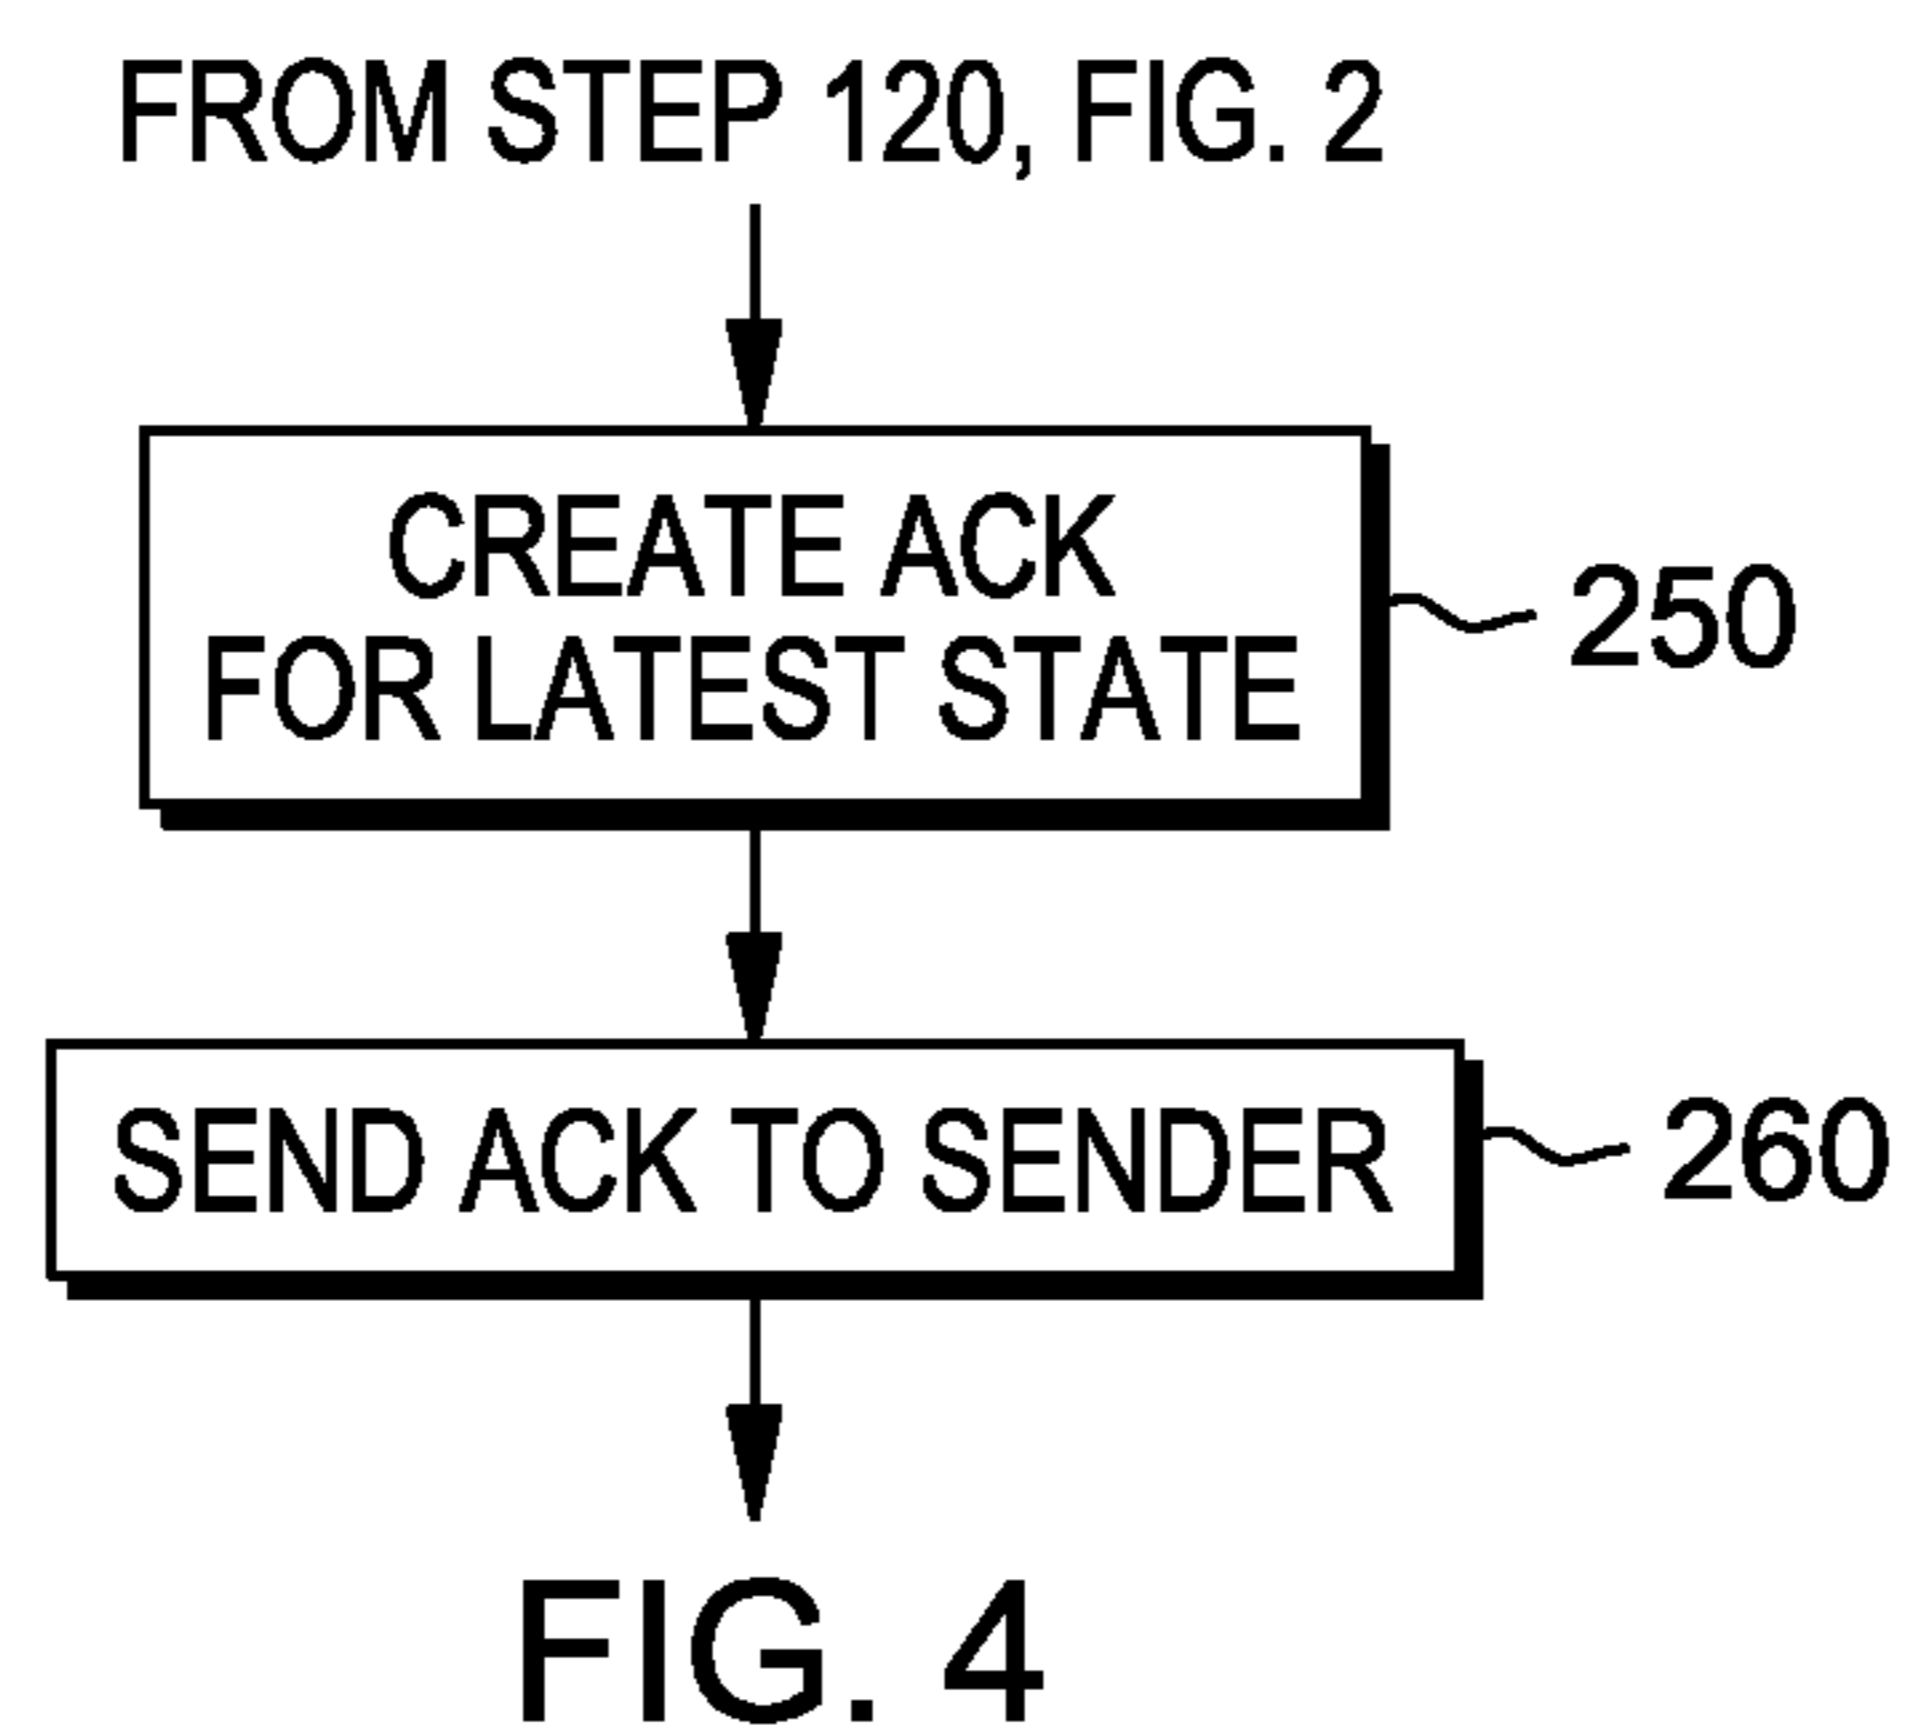 FROM STEP 120, FIG. 2
CREATE ACK
FOR LATEST STATE
250
SEND ACK TO SENDER
260
FIG. 4